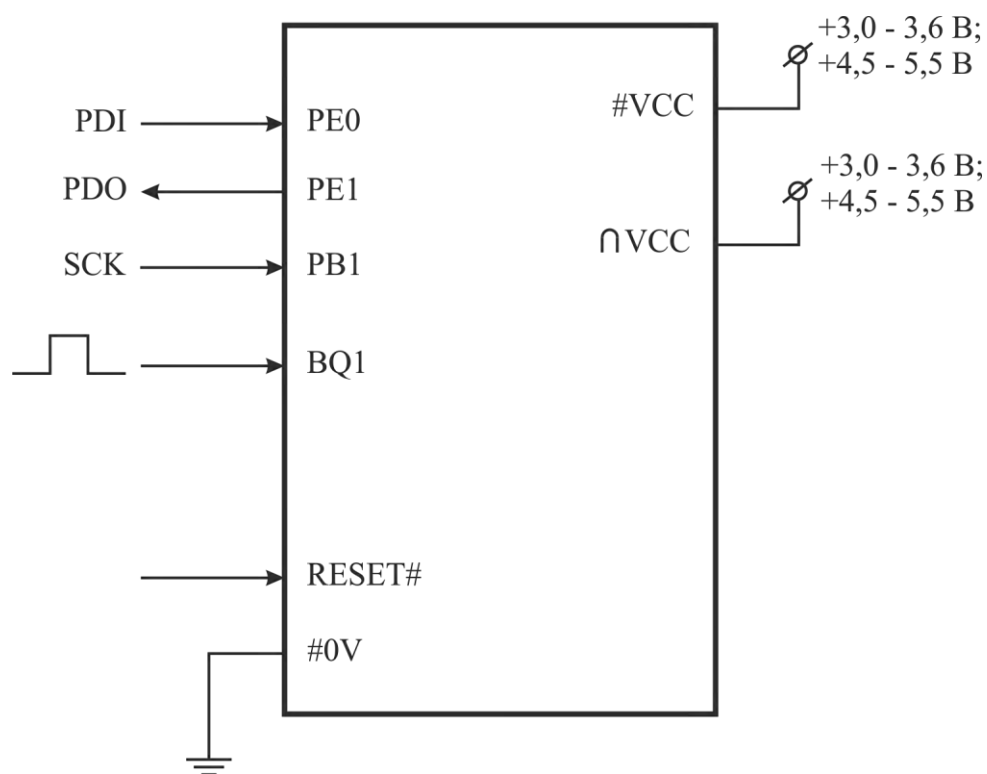 +3,0 - 3,6 В;
+4,5 - 5,5 В
#VCC
PDI
PE0
+3,0 - 3,6 В;
+4,5 - 5,5 В
PDO
PE1
∩VCC
SCK
PB1
BQ1
RESET#
#0V